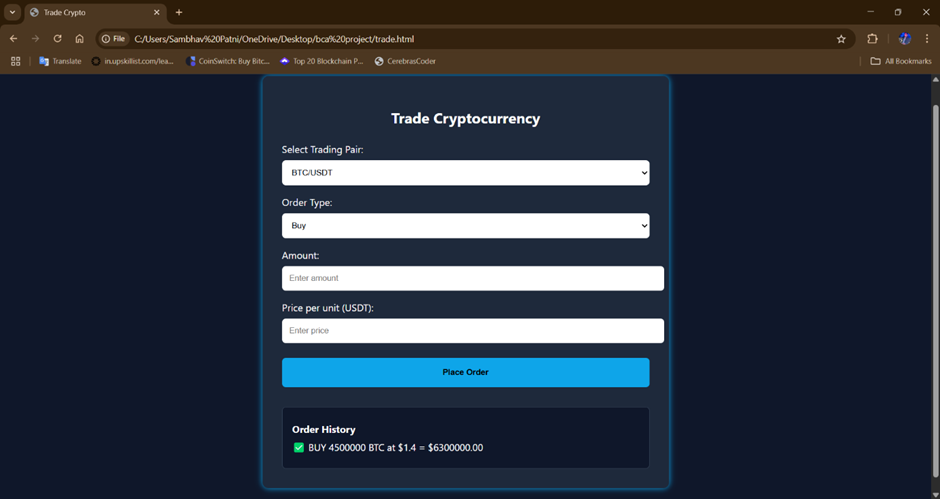 Trade Crypto
File
C:/Users/Sambhav%20Patni/OneDrive/Desktop/bca%20project/trade.html
Translate
in.upskillist.com/lea...
CoinSwitch: Buy Bitc...
Top 20 Blockchain P...
CerebrasCoder
All Bookmarks
Trade Cryptocurrency
Select Trading Pair:
BTC/USDT
Order Type:
Buy
Amount:
Enter amount
Price per unit (USDT):
Enter price
Place Order
Order History
✅ BUY 4500000 BTC at $1.4 = $6300000.00